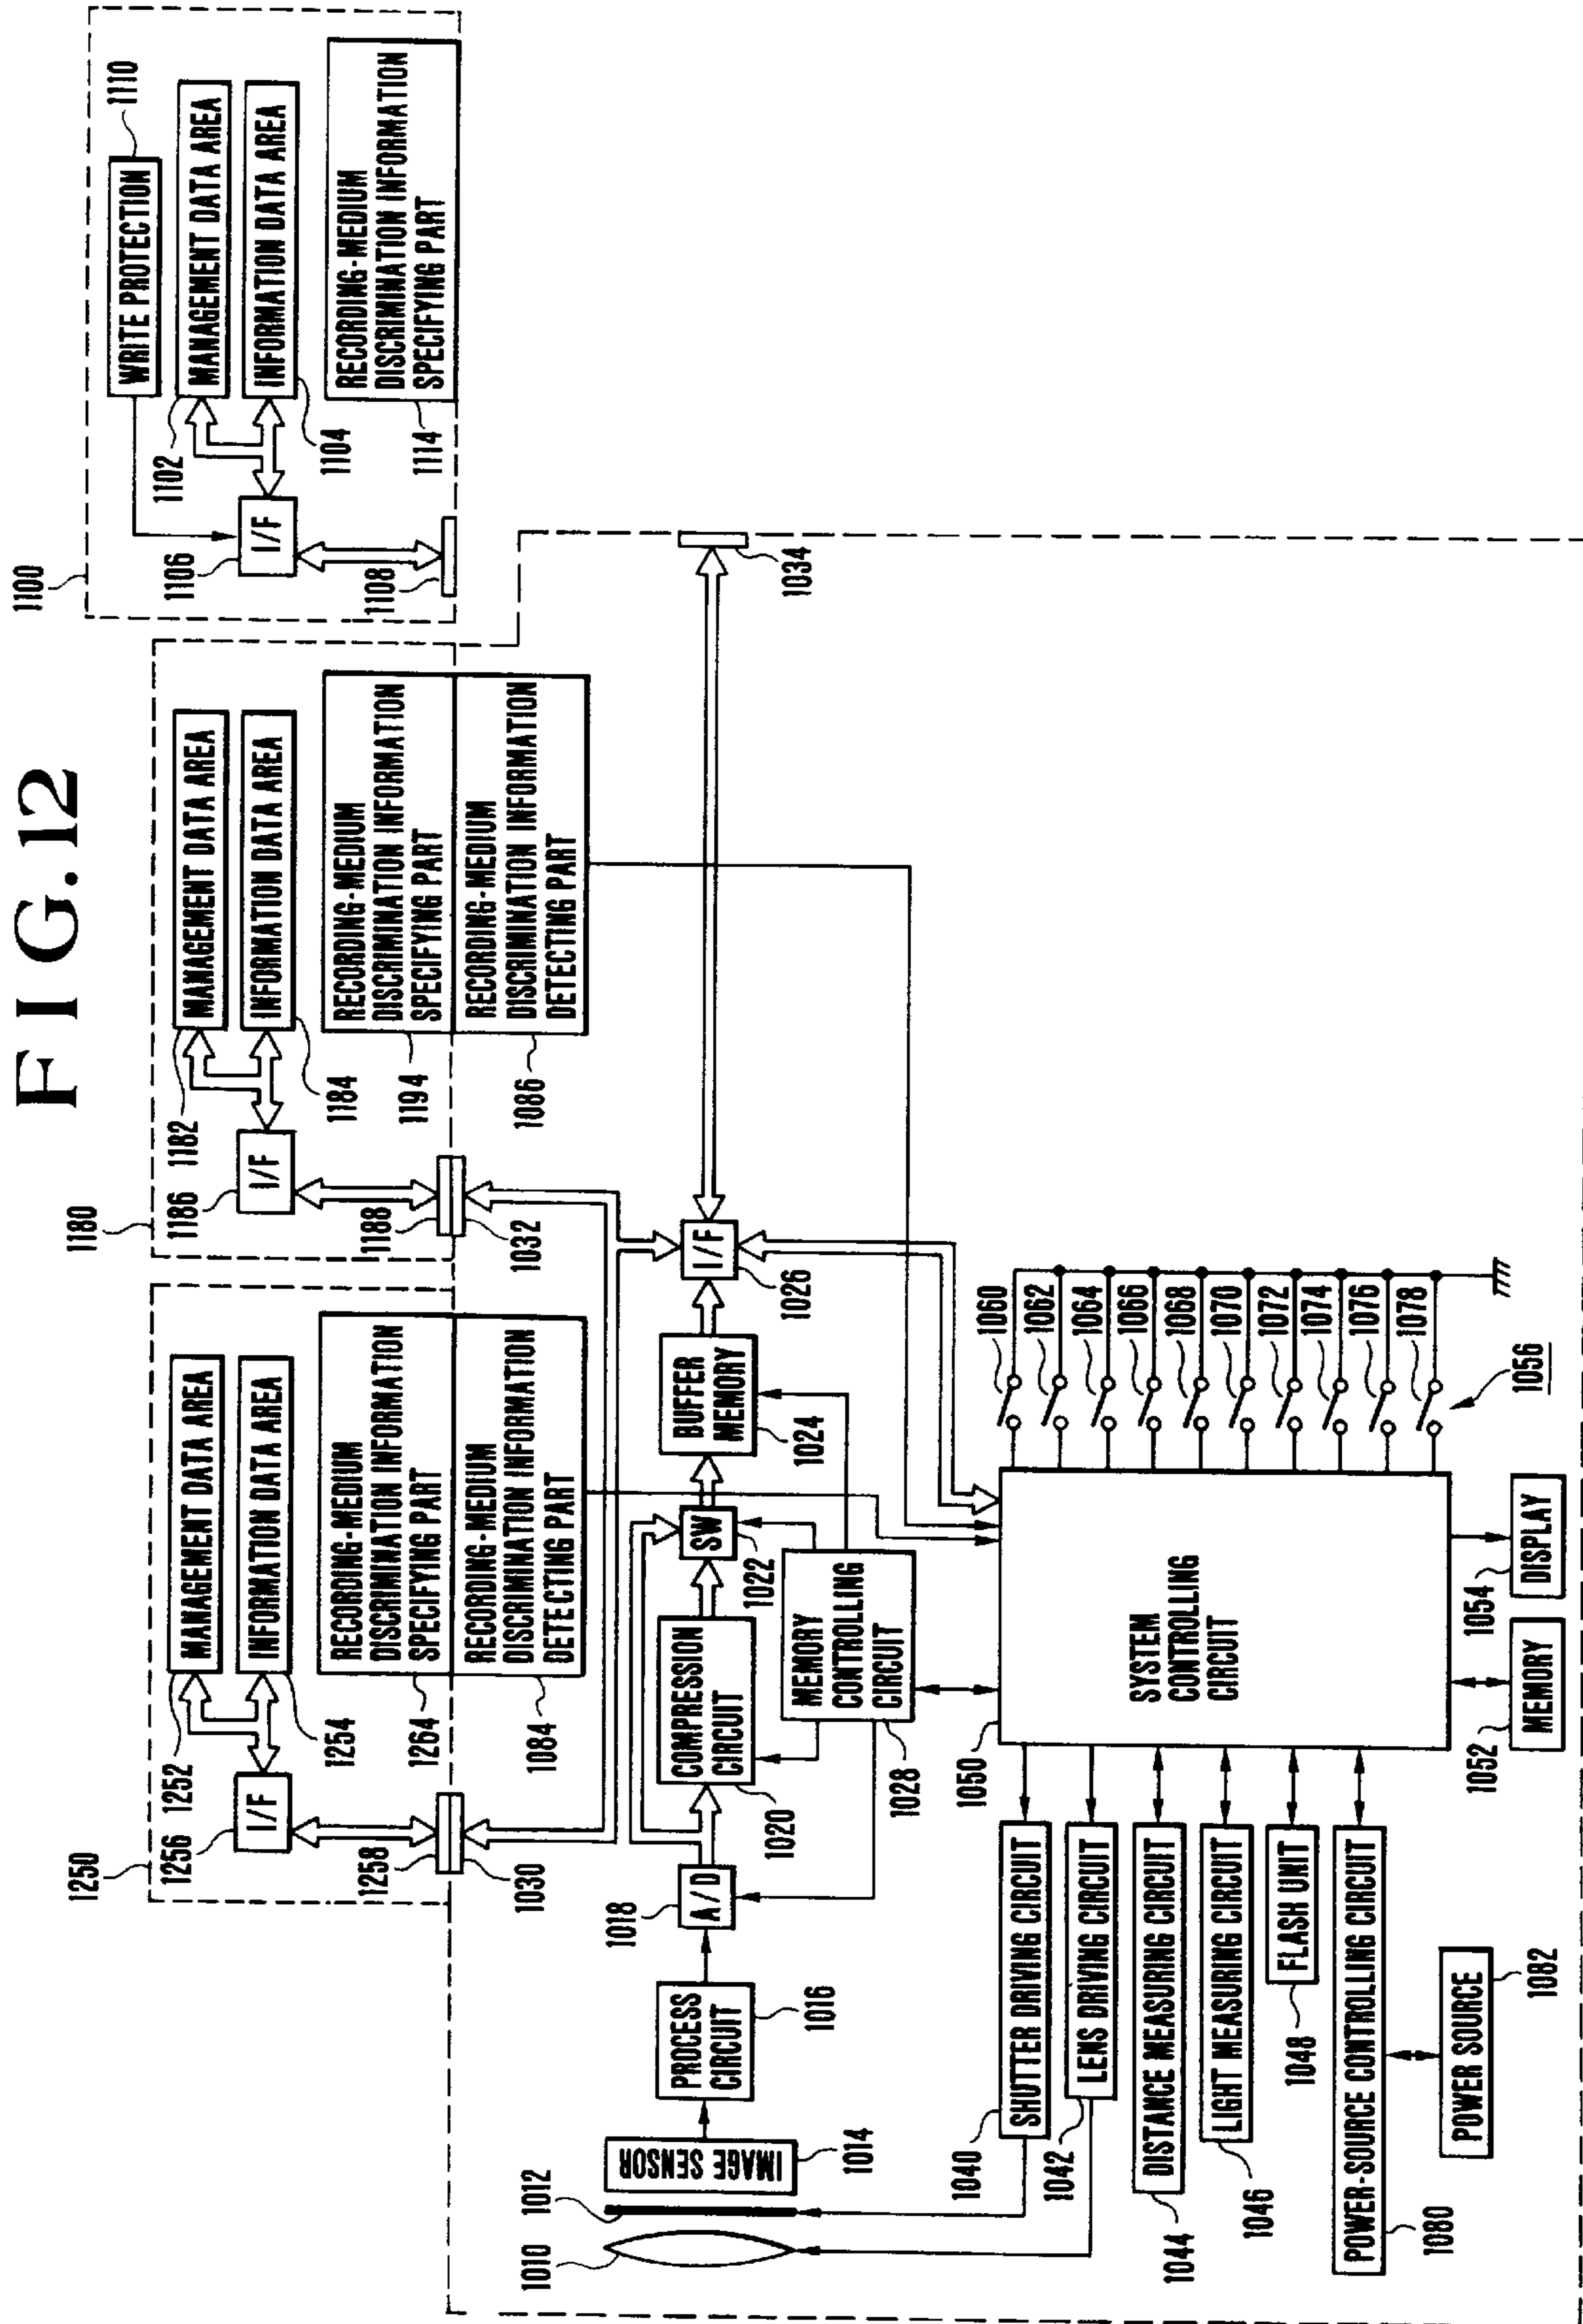 FIG.12
1250
1256
I/F
1252
MANAGEMENT DATA AREA
INFORMATION DATA AREA
1254
1258
1030
1264
RECORDING-MEDIUM
DISCRIMINATION INFORMATION
SPECIFYING PART
RECORDING-MEDIUM
DISCRIMINATION INFORMATION
DETECTING PART
1084
1180
1186
I/F
1182
MANAGEMENT DATA AREA
INFORMATION DATA AREA
1184
1188
1032
1194
RECORDING-MEDIUM
DISCRIMINATION INFORMATION
SPECIFYING PART
RECORDING-MEDIUM
DISCRIMINATION INFORMATION
DETECTING PART
1086
1100
1106
I/F
WRITE PROTECTION
1110
1102
MANAGEMENT DATA AREA
INFORMATION DATA AREA
1104
1108
1114
RECORDING-MEDIUM
DISCRIMINATION INFORMATION
SPECIFYING PART
1010
1012
IMAGE SENSOR
1014
PROCESS
CIRCUIT
1016
1018
A/D
COMPRESSION
CIRCUIT
1020
SW
1022
BUFFER
MEMORY
1024
I/F
1026
1034
MEMORY
CONTROLLING
CIRCUIT
1028
1040
SHUTTER DRIVING CIRCUIT
1042
LENS DRIVING CIRCUIT
DISTANCE MEASURING CIRCUIT
1044
LIGHT MEASURING CIRCUIT
1046
FLASH UNIT
1048
POWER-SOURCE CONTROLLING CIRCUIT
1080
POWER SOURCE
1082
1050
SYSTEM
CONTROLLING
CIRCUIT
1052
MEMORY
1054
DISPLAY
1060
1062
1064
1066
1068
1070
1072
1074
1076
1078
1056